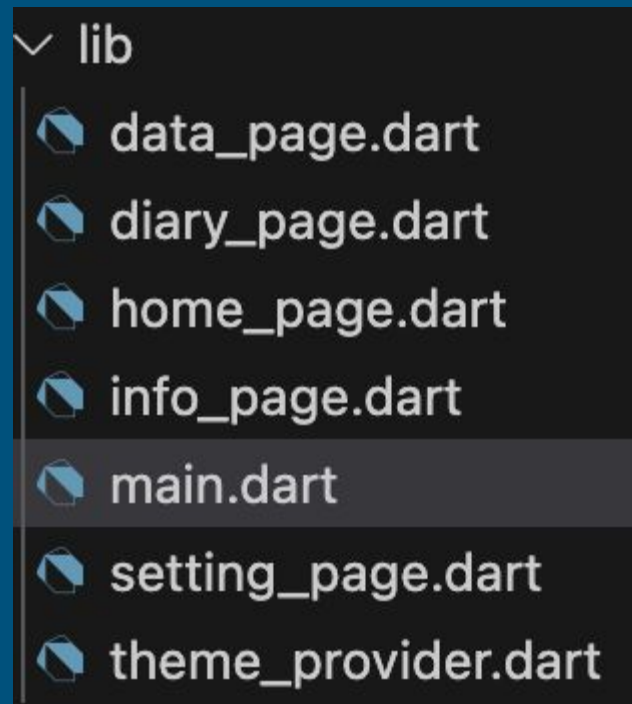 lib
data_page.dart
diary_page.dart
home_page.dart
info_page.dart
main.dart
setting_page.dart
theme_provider.dart